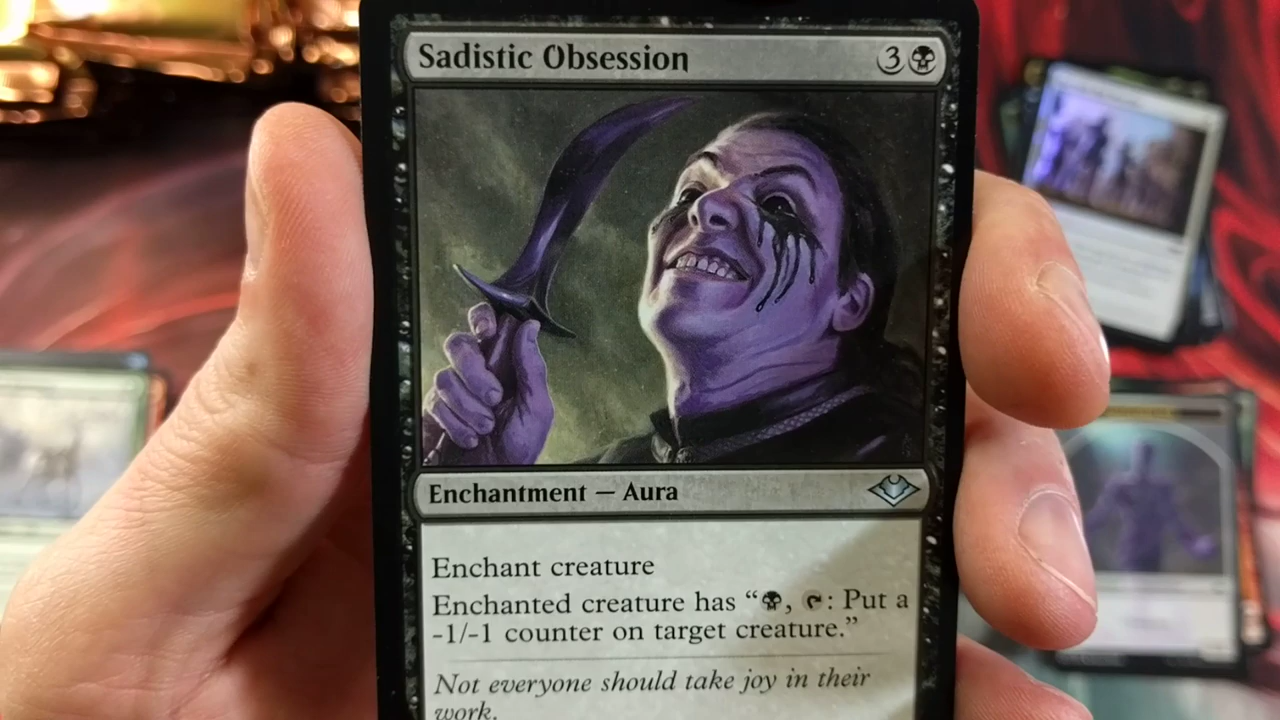 Sadistic Obsession 3
Enchantment — Aura
Enchant creature
Enchanted creature has “, : Put a
-1/-1 counter on target creature.”
Not everyone should take joy in their
work.